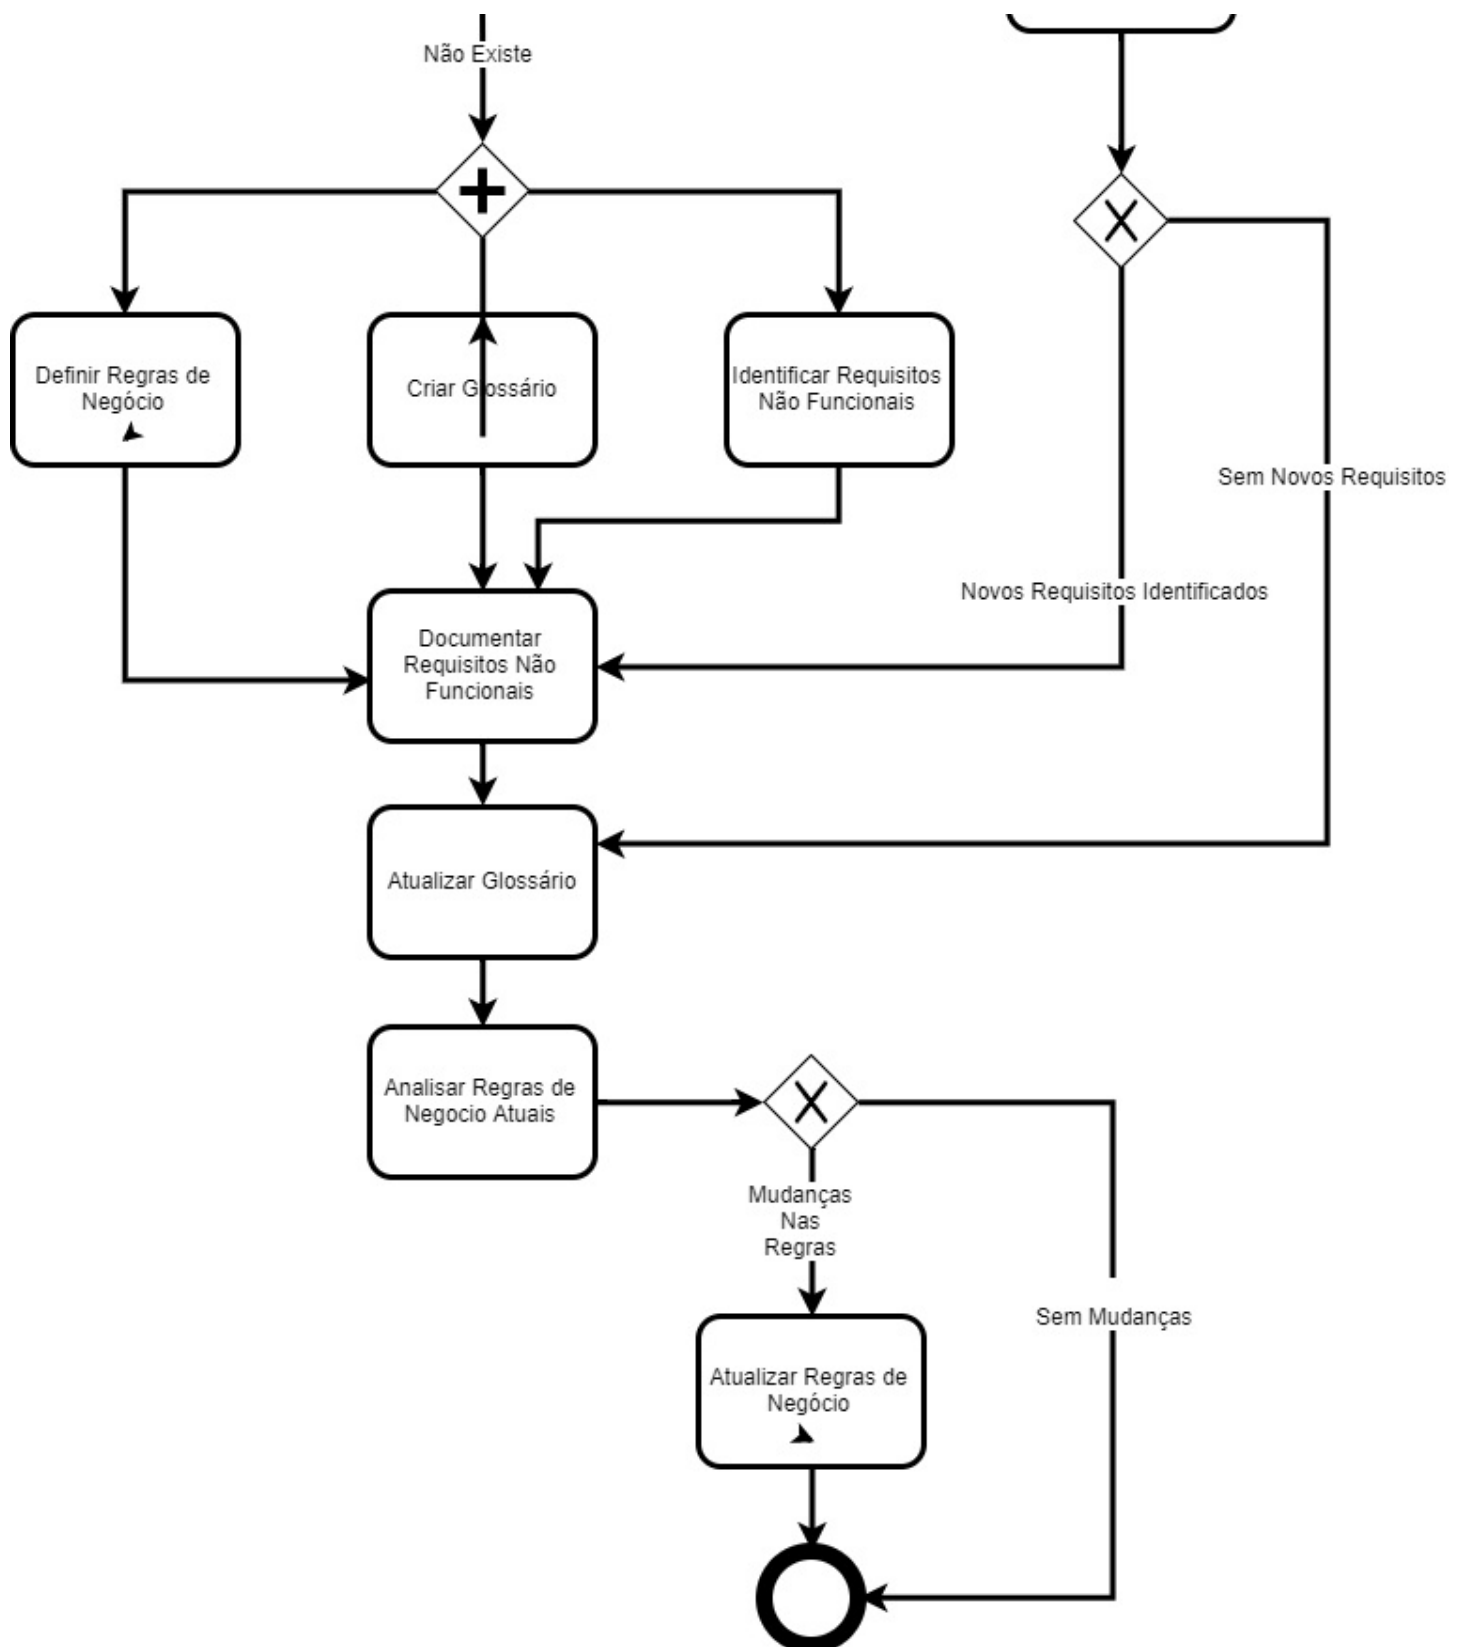 Não Existe
Definir Regras de
Negócio
Criar Glossário
Identificar Requisitos
Não Funcionais
Sem Novos Requisitos
Novos Requisitos Identificados
Documentar
Requisitos Não
Funcionais
Atualizar Glossário
Analisar Regras de
Negocio Atuais
Mudanças
Nas
Regras
Sem Mudanças
Atualizar Regras de
Negócio